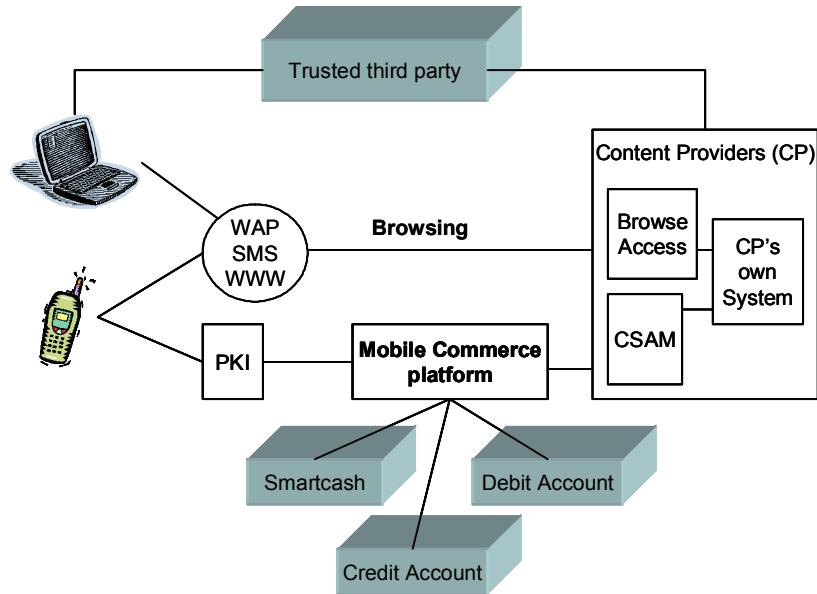 Trusted third party
Content Providers (CP)
WAP
SMS
WWW
Browsing
Browse
Access
CP's
own
System
CSAM
PKI
Mobile Commerce
platform
Smartcash
Debit Account
Credit Account